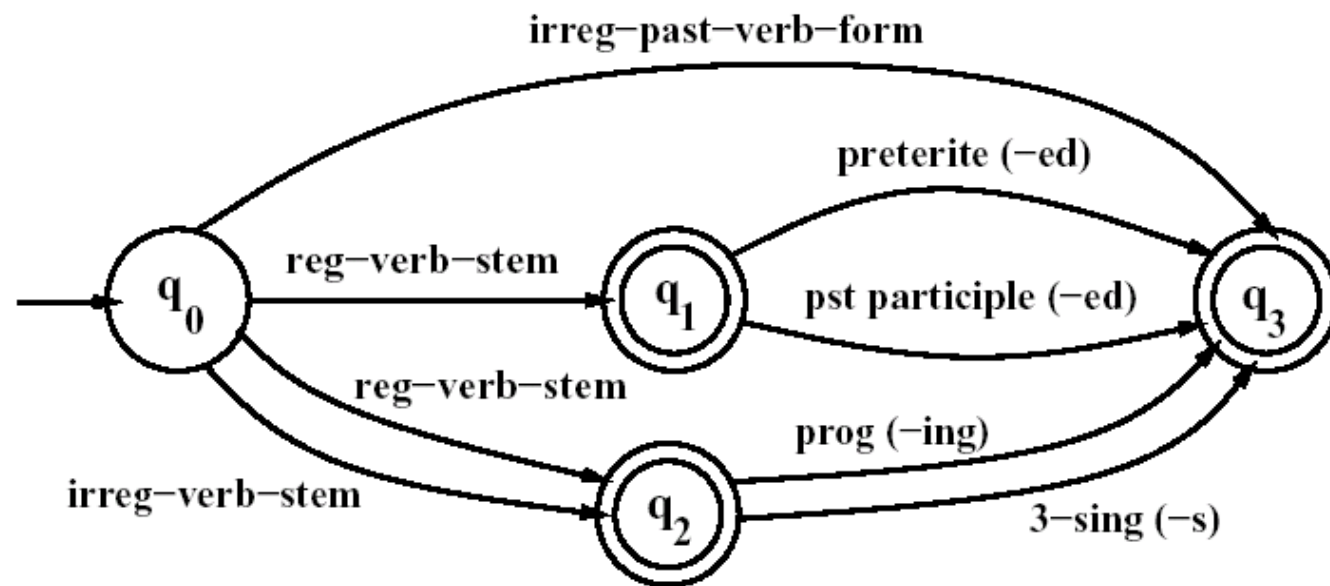 irreg−past−verb−form
preterite (−ed)
reg−verb−stem
q0
q1
pst participle (−ed)
q3
reg−verb−stem
prog (−ing)
irreg−verb−stem
q2
3−sing (−s)